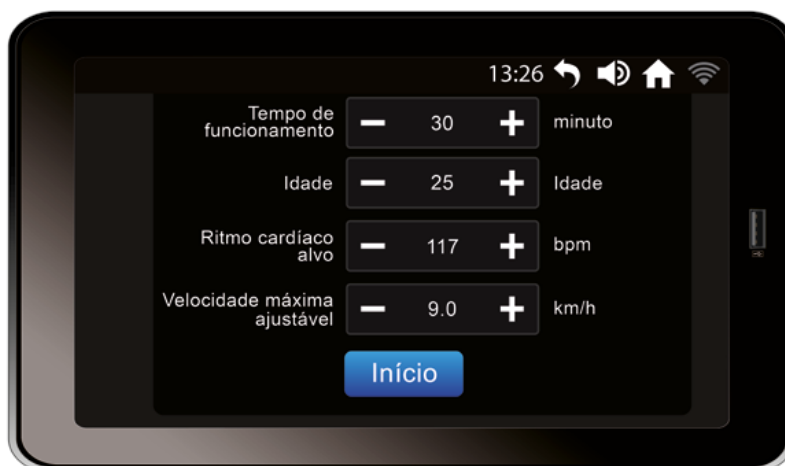 13:26
Tempo de
funcionamento
30
minuto
Idade
25
Idade
Ritmo cardíaco
alvo
117
bpm
Velocidade máxima
ajustável
9.0
km/h
Início